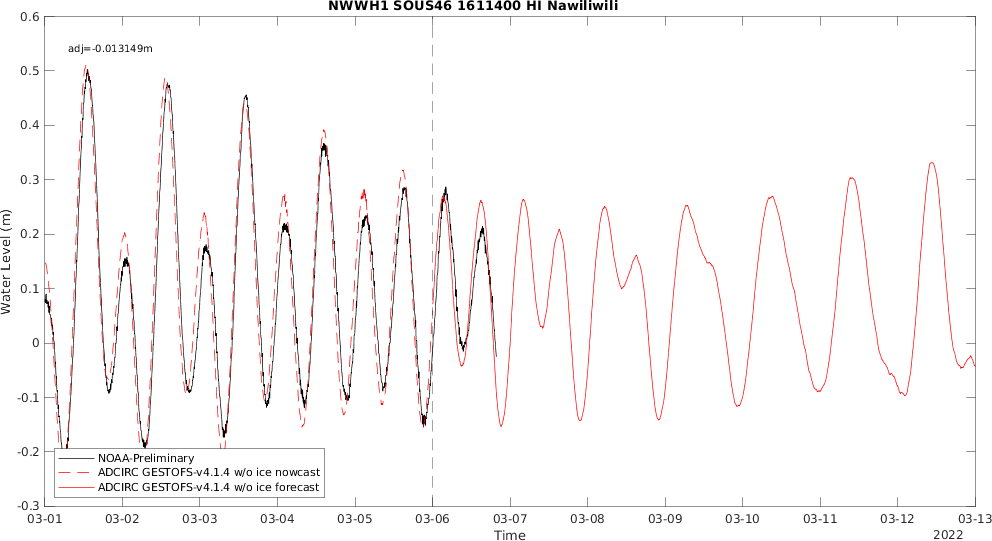 NWWH1 SOUS46 1611400 HI Nawiliwili
adj=-0.013149m
0.6
0.5
0.4
0.3
0.2
0.1
0
-0.1
-0.2
-0.3
Water Level (m)
NOAA-Preliminary
ADCIRC GESTOFS-v4.1.4 w/o ice nowcast
ADCIRC GESTOFS-v4.1.4 w/o ice forecast
03-01 03-02 03-03 03-04 03-05 03-06 03-07 03-08 03-09 03-10 03-11 03-12 03-13
Time
2022